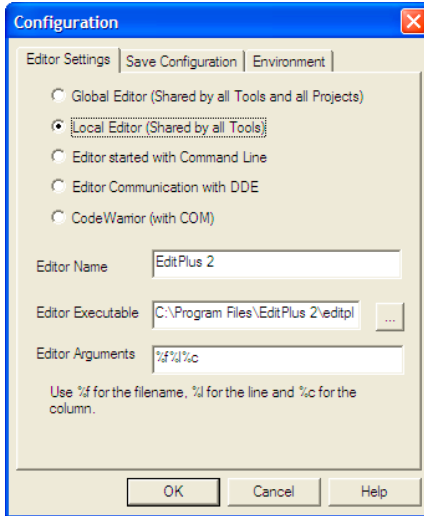 Configuration
Editor Settings Save Configuration Environment
Global Editor (Shared by all Tools and all Projects)
Local Editor (Shared by all Tools)
Editor started with Command Line
Editor Communication with DDE
CodeWarrior (with COM)
Editor Name EditPlus 2
Editor Executable C:\Program Files\EditPlus 2\editpl ...
Editor Arguments %f%l%c
Use %f for the filename, %l for the line and %c for the
column.
OK Cancel Help